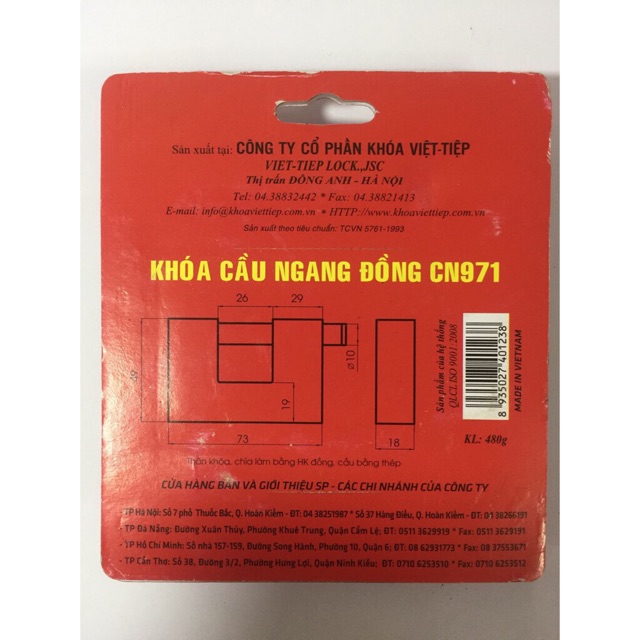 Sản xuất tại: CÔNG TY CỔ PHẦN KHÓA VIỆT-TIỆP
VIET-TIEP LOCK.,JSC
Thị trấn ĐÔNG ANH - HÀ NỘI
Tel: 04.38832442 * Fax: 04.38821413
E-mail: info@khoaviettiep.com.vn * HTTP://www.khoaviettiep.com.vn
Sản xuất theo tiêu chuẩn: TCVN 5761-1993
KHÓA CẦU NGANG ĐỒNG CN971
26 29
49
19
ø10
73
18
Sản phẩm của hệ thống
QLCL ISO 9001:2008
8 935027 401238
MADE IN VIETNAM
KL: 480g
Thân khóa, chìa làm bằng HK đồng, cầu bằng thép
CỬA HÀNG BÁN VÀ GIỚI THIỆU SP - CÁC CHI NHÁNH CỦA CÔNG TY
- TP Hà Nội: Số 7 phố Thuốc Bắc, Q. Hoàn Kiếm - ĐT: 04 38251987 * Số 37 Hàng Điếu, Q. Hoàn Kiếm - ĐT: 04 38266191
- TP Đà Nẵng: Đường Xuân Thủy, Phường Khuê Trung, Quận Cẩm Lệ; ĐT: 0511 3629919 * Fax: 0511 3629191
- TP Hồ Chí Minh: Số nhà 157-159, Đường Song Hành, Phường 10, Quận 6; ĐT: 08 62931773 * Fax: 08 37553671
- TP Cần Thơ: Số 38, Đường 3/2, Phường Hưng Lợi, Quận Ninh Kiều; ĐT: 0710 6253510 * Fax: 0710 6253512